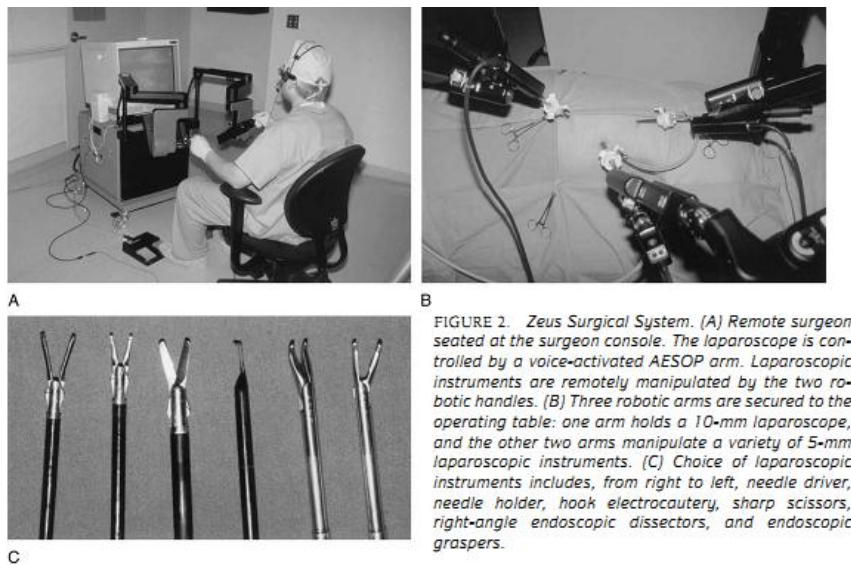 A
B
C
FIGURE 2. Zeus Surgical System. (A) Remote surgeon
seated at the surgeon console. The laparoscope is con-
trolled by a voice-activated AESOP arm. Laparoscopic
instruments are remotely manipulated by the two ro-
botic handles. (B) Three robotic arms are secured to the
operating table: one arm holds a 10-mm laparoscope,
and the other two arms manipulate a variety of 5-mm
laparoscopic instruments. (C) Choice of laparoscopic
instruments includes, from right to left, needle driver,
needle holder, hook electrocautery, sharp scissors,
right-angle endoscopic dissectors, and endoscopic
graspers.